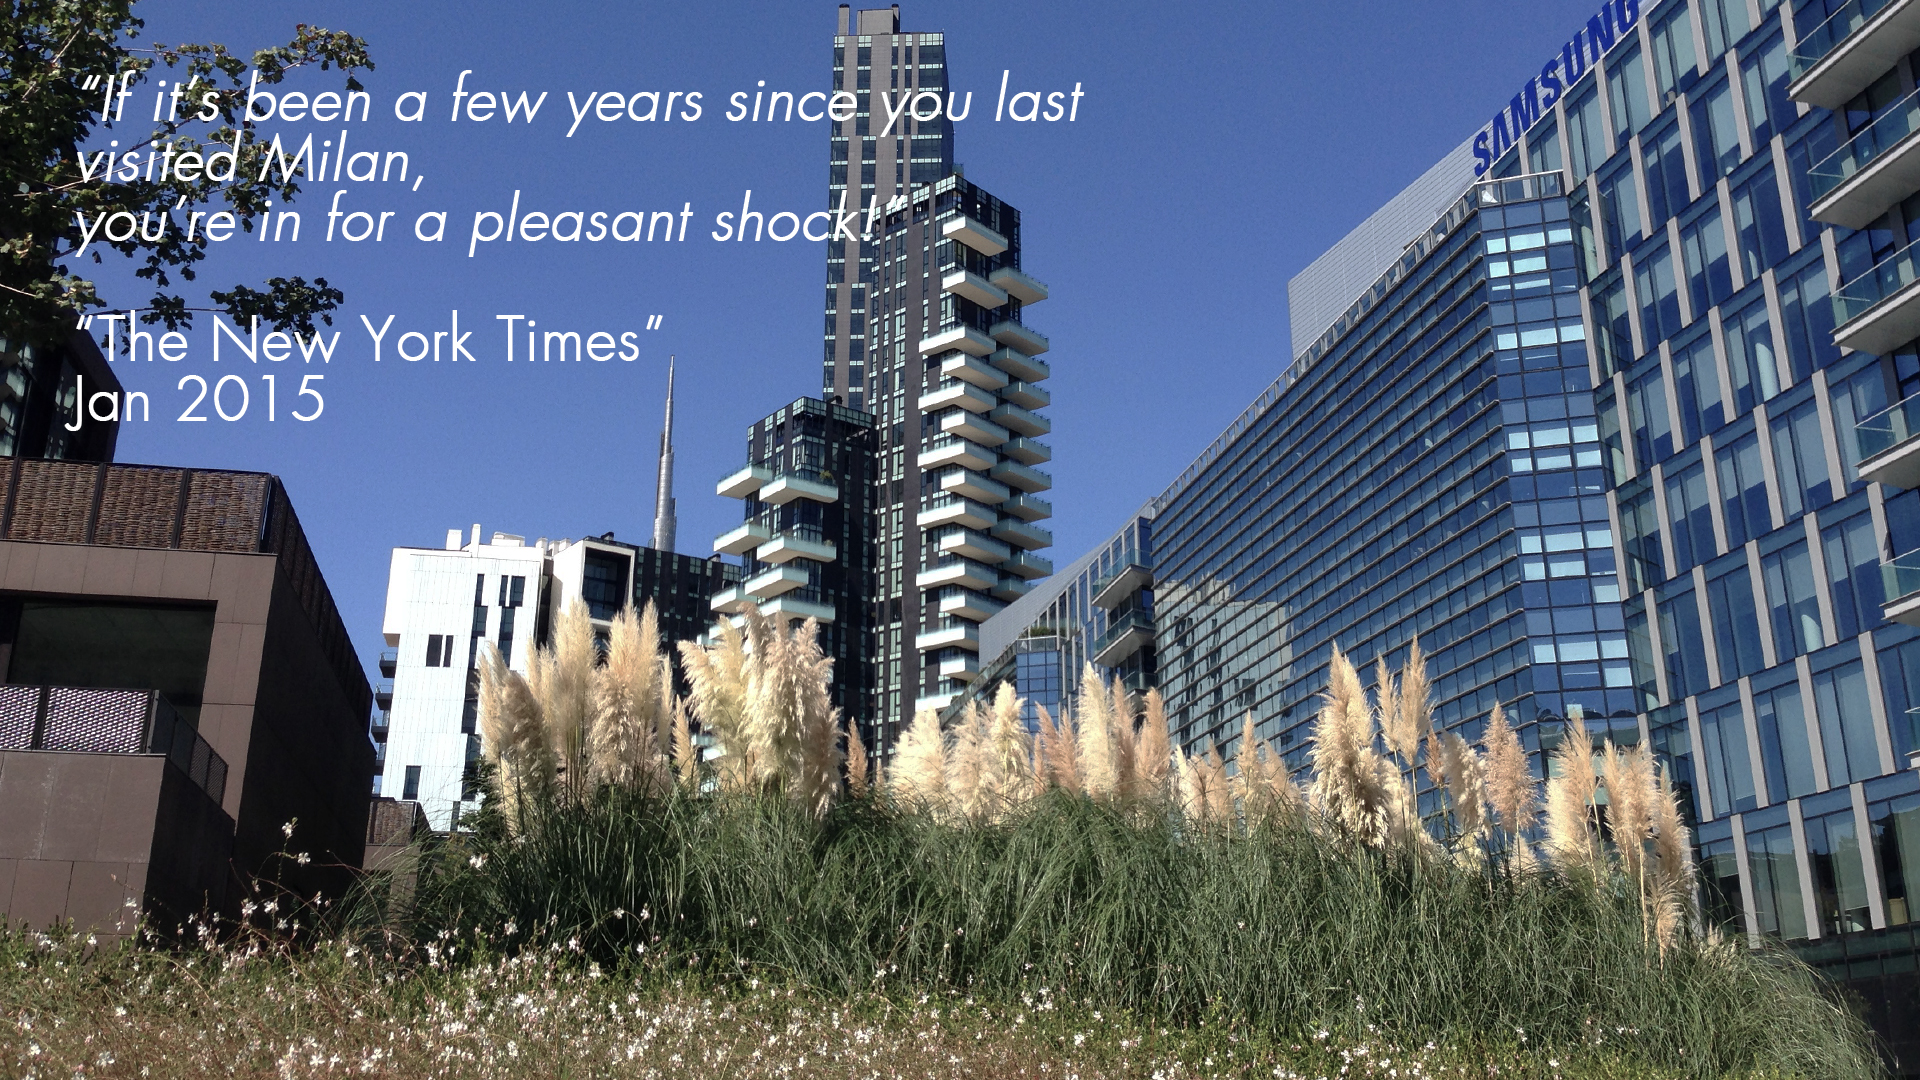 “If it’s been a few years since you last
visited Milan,
you’re in for a pleasant shock!”
“The New York Times”
Jan 2015
SAMSUNG